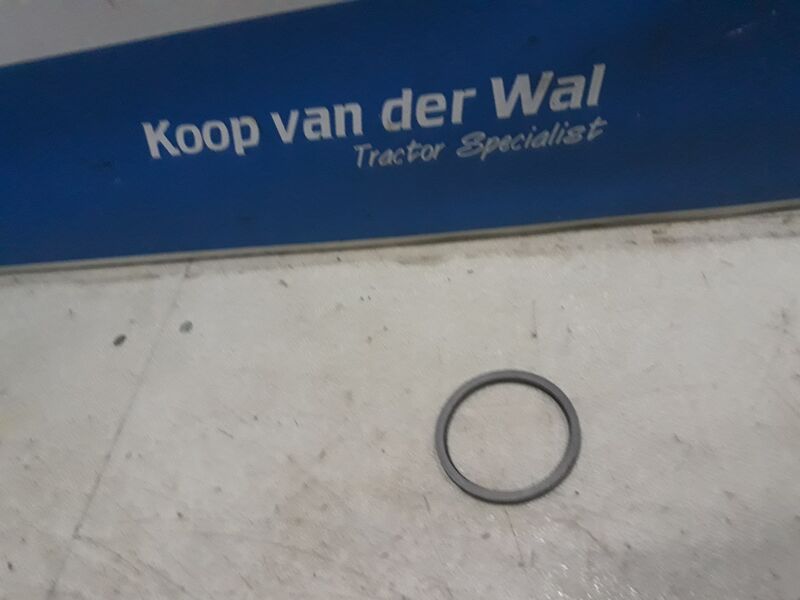 Koop van der Wal
Tractor Specialist